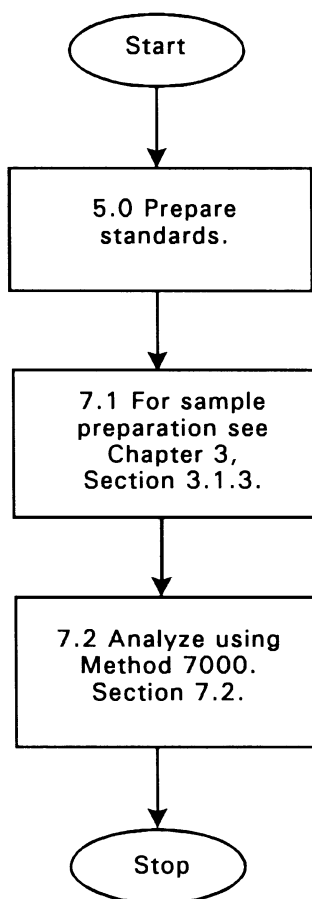 Start
5.0 Prepare
standards.
7.1 For sample
preparation see
Chapter 3,
Section 3.1.3.
7.2 Analyze using
Method 7000.
Section 7.2.
Stop